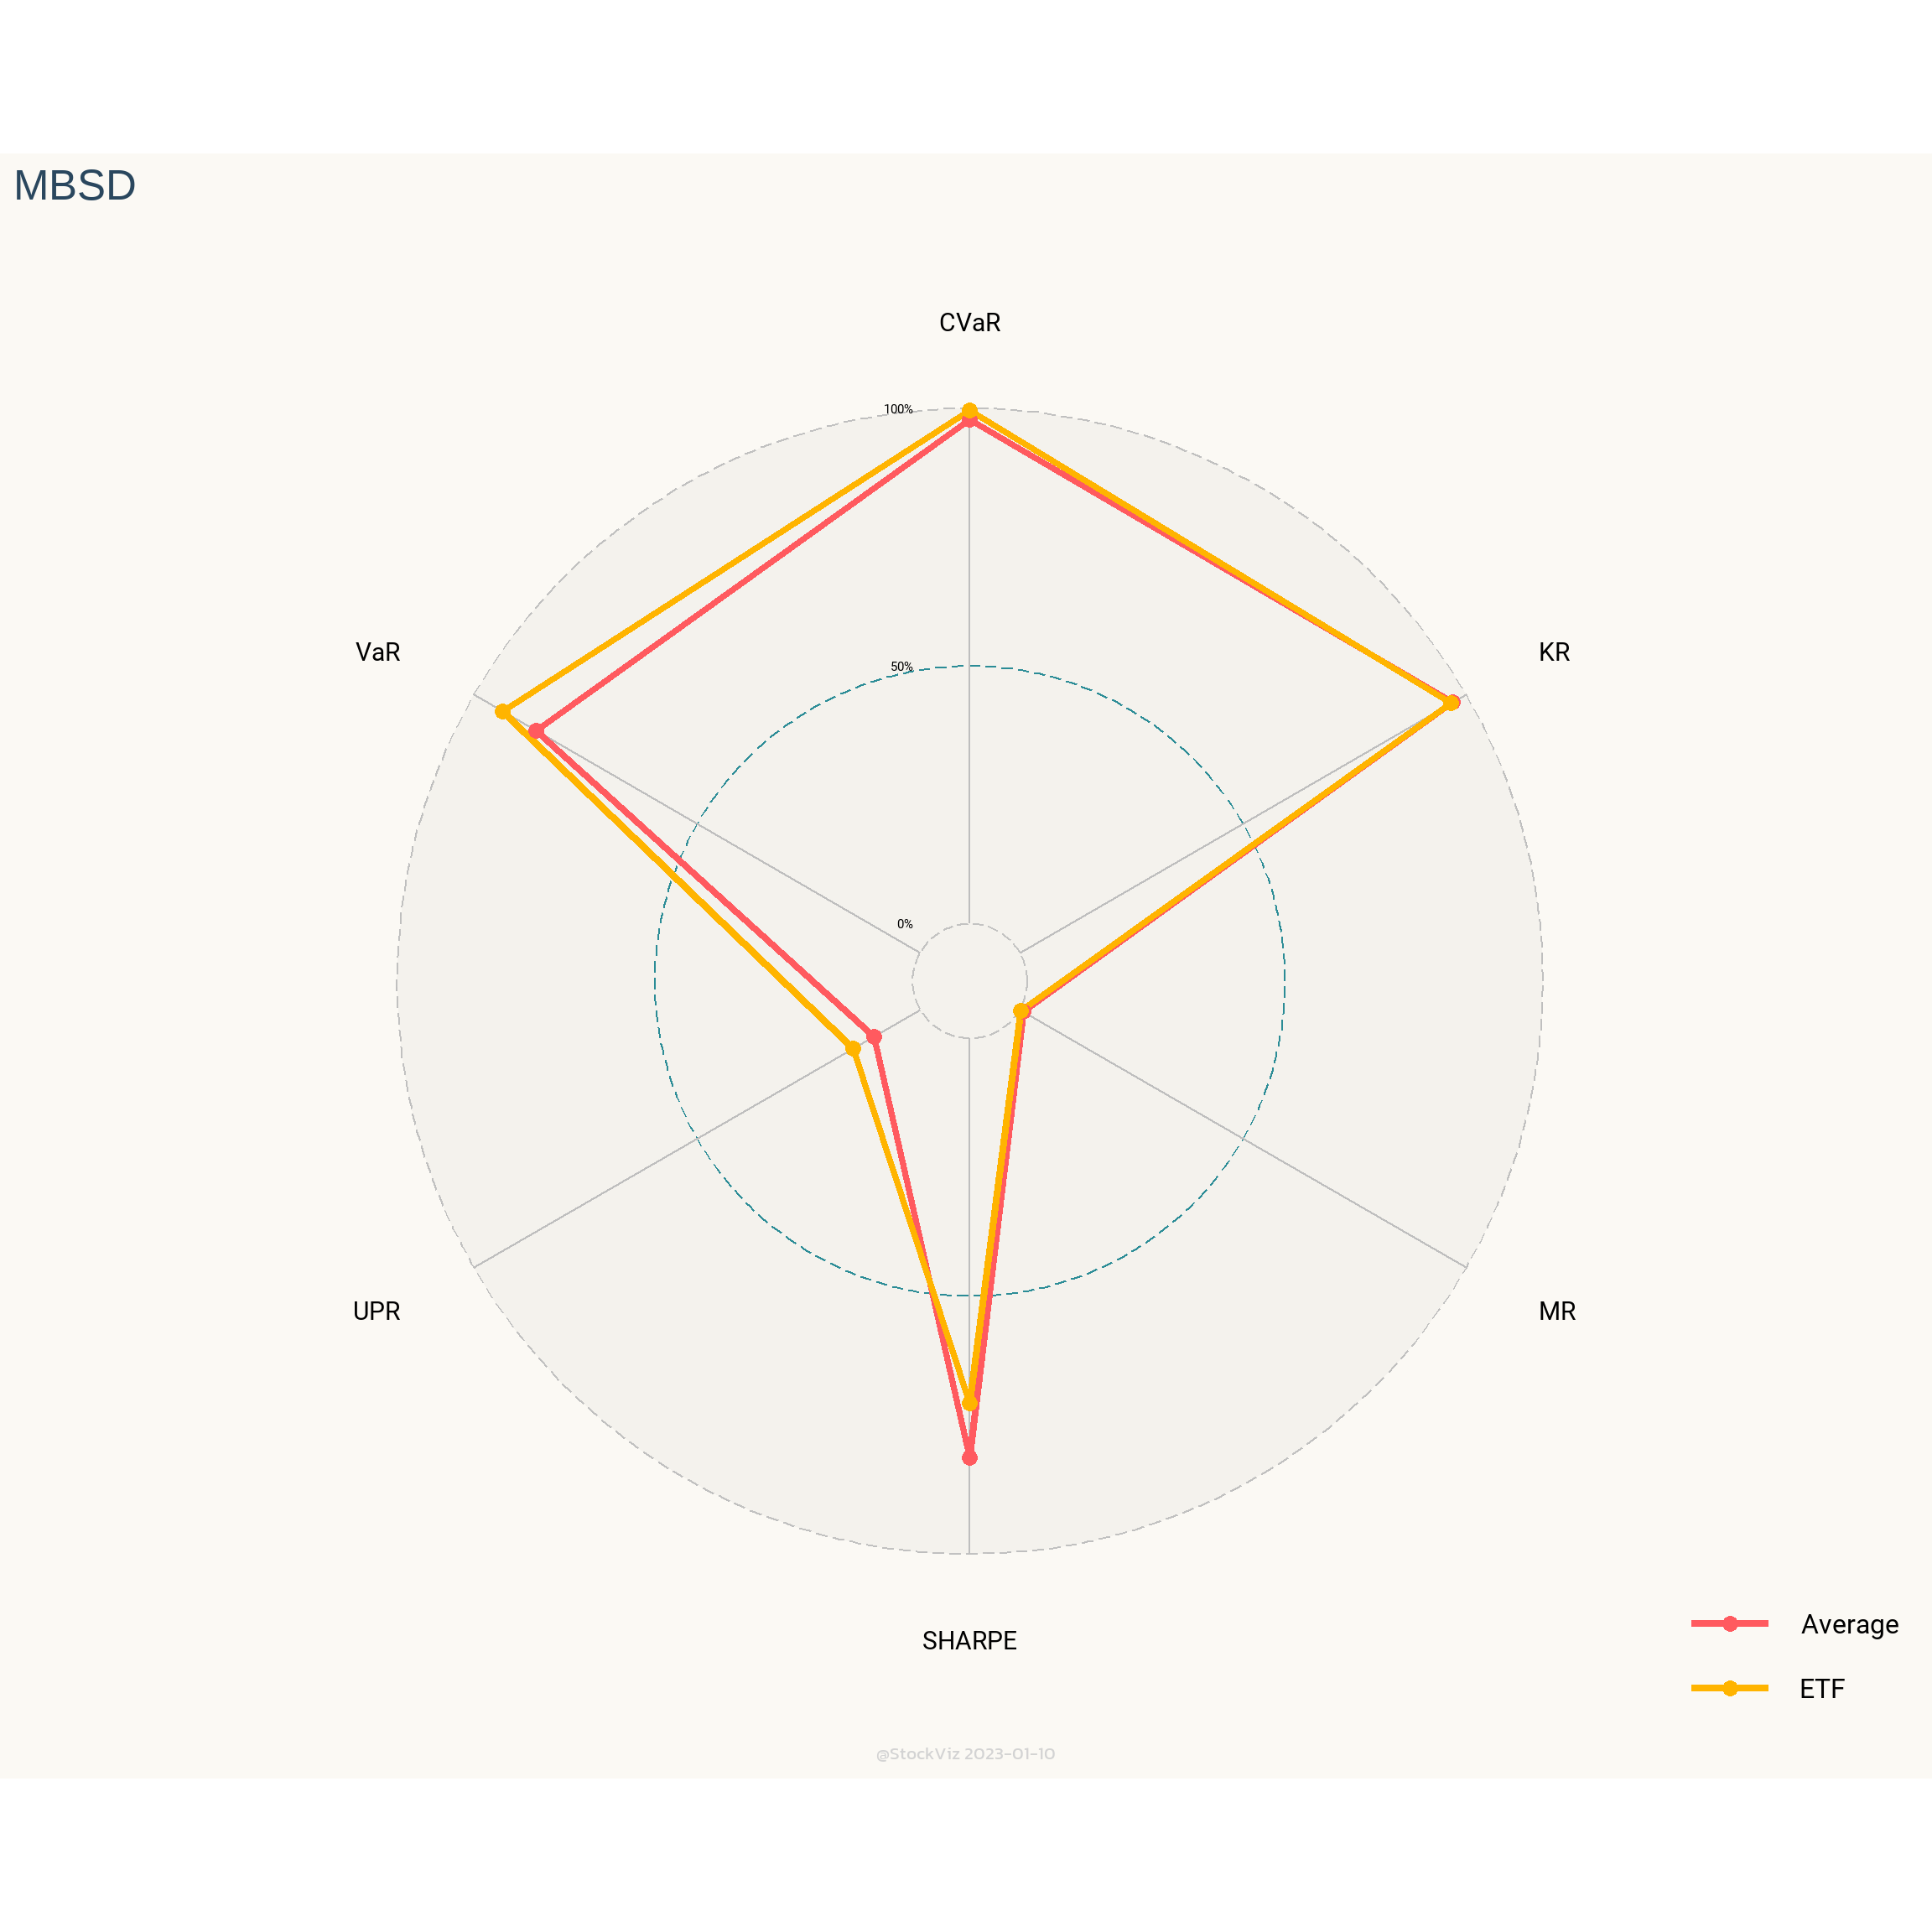 MBSD
CVaR
100%
KR
VaR
50%
0%
UPR
MR
SHARPE
Average
ETF
@StockViz 2023-01-10